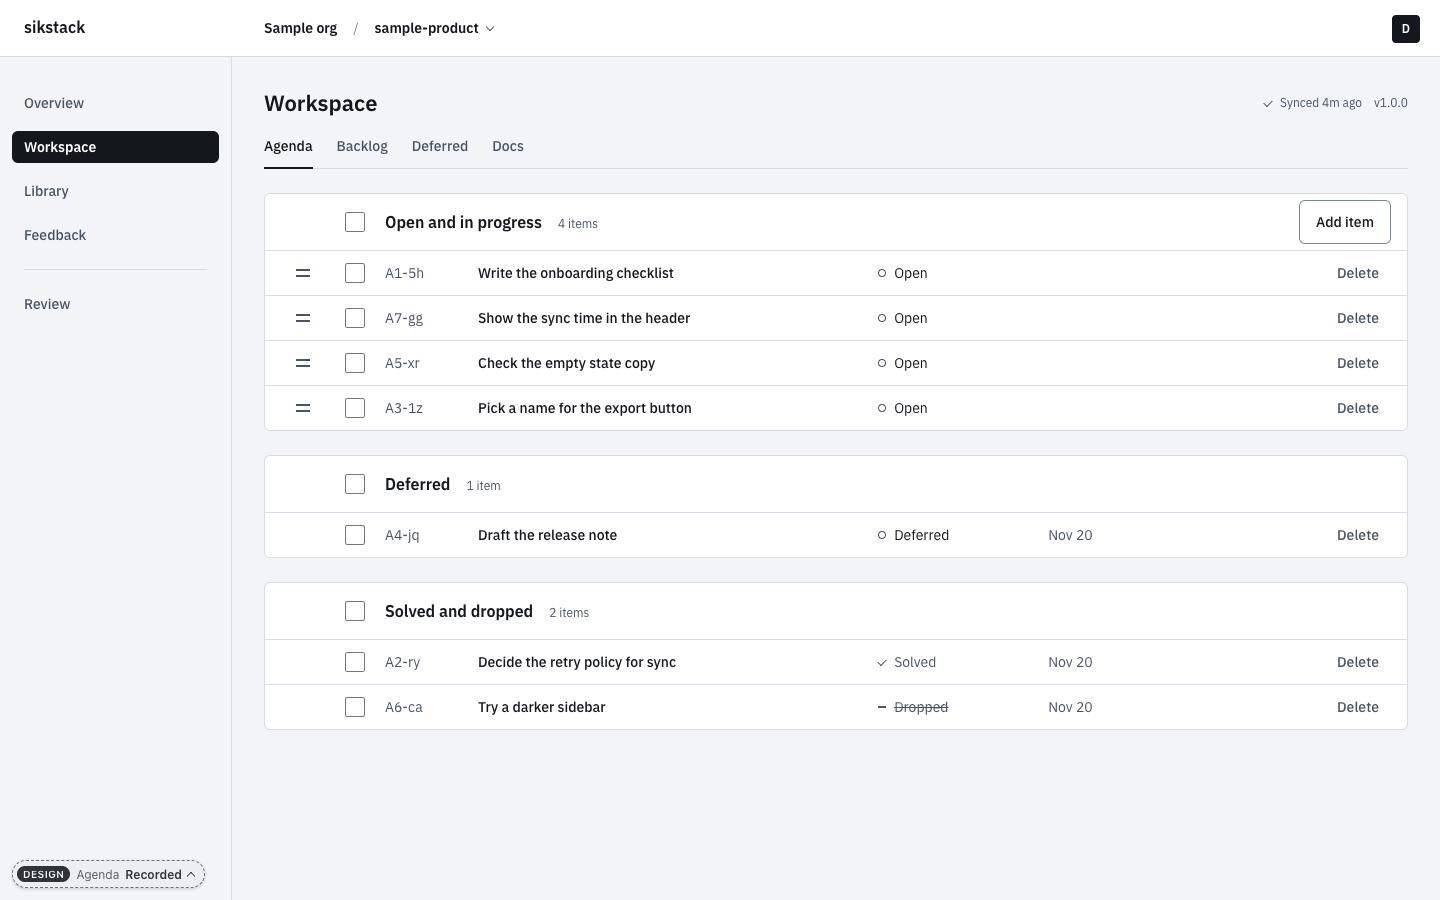 sikstack
Sample org / sample-product
D
Overview
Workspace
Library
Feedback
Review
Workspace
Synced 4m ago v1.0.0
Agenda Backlog Deferred Docs
Open and in progress 4 items Add item
A1-5h Write the onboarding checklist Open Delete
A7-gg Show the sync time in the header Open Delete
A5-xr Check the empty state copy Open Delete
A3-1z Pick a name for the export button Open Delete
Deferred 1 item
A4-jq Draft the release note Deferred Nov 20 Delete
Solved and dropped 2 items
A2-ry Decide the retry policy for sync Solved Nov 20 Delete
A6-ca Try a darker sidebar Dropped Nov 20 Delete
DESIGN Agenda Recorded